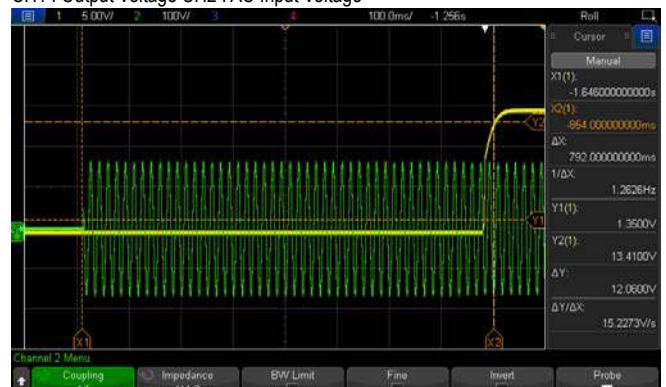 CH1 : Output Voltage CH2 : AC Input Voltage
1 5.00V/ 2 100V/ 3 4 100.0ms/ -1.256s Roll
Cursor
Manual
X1(1):
-1.646000000000s
X2(1):
-854.000000000ms
ΔX:
792.000000000ms
1/ΔX:
1.2626Hz
Y1(1):
1.3500V
Y2(1):
13.4100V
ΔY:
12.0600V
ΔY/ΔX:
15.2273V/s
Y2
Y1
X1 X2
Channel 2 Menu
Coupling Impedance BW Limit Fine Invert Probe